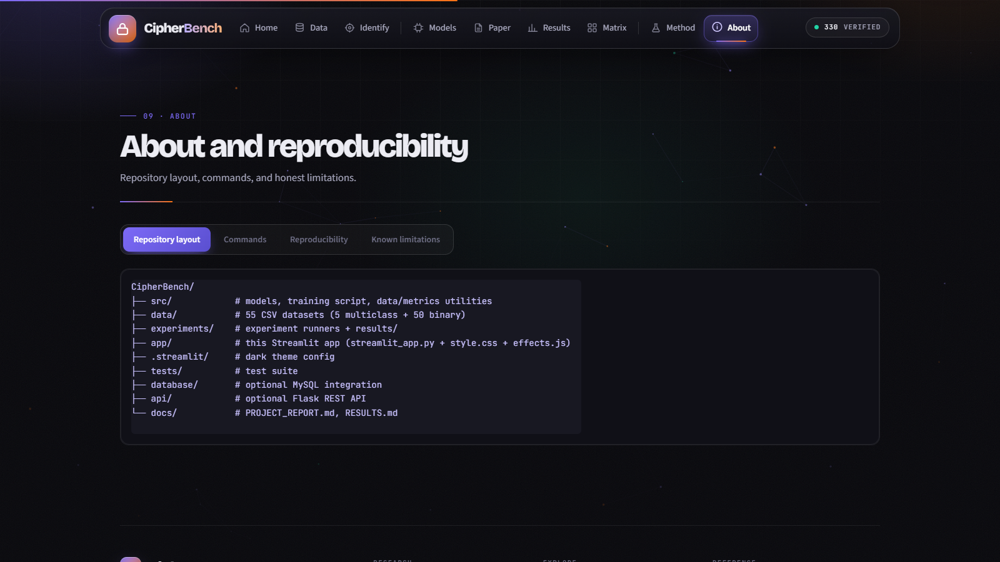 CipherBench
Home
Data
Identify
Models
Paper
Results
Matrix
Method
About
330 VERIFIED
09 · ABOUT
About and reproducibility
Repository layout, commands, and honest limitations.
Repository layout
Commands
Reproducibility
Known limitations
CipherBench/
├── src/            # models, training script, data/metrics utilities
├── data/           # 55 CSV datasets (5 multiclass + 50 binary)
├── experiments/    # experiment runners + results/
├── app/            # this Streamlit app (streamlit_app.py + style.css + effects.js)
├── .streamlit/     # dark theme config
├── tests/          # test suite
├── database/       # optional MySQL integration
├── api/            # optional Flask REST API
└── docs/           # PROJECT_REPORT.md, RESULTS.md